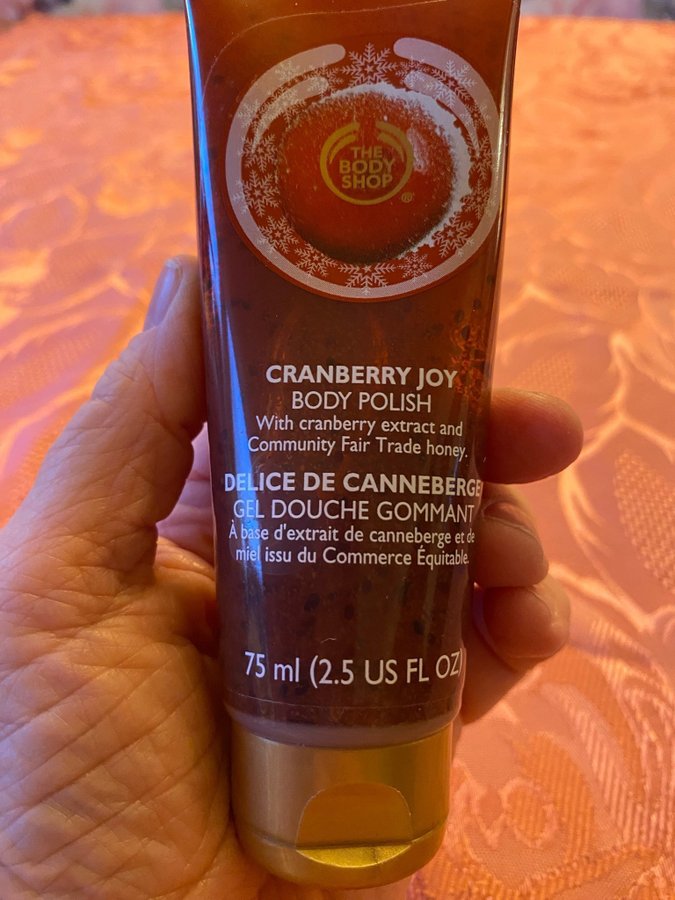 THE
BODY
SHOP
®
CRANBERRY JOY
BODY POLISH
With cranberry extract and
Community Fair Trade honey.
DELICE DE CANNEBERGE
GEL DOUCHE GOMMANT
À base d'extrait de canneberge et de
miel issu du Commerce Équitable.
75 ml (2.5 US FL OZ)